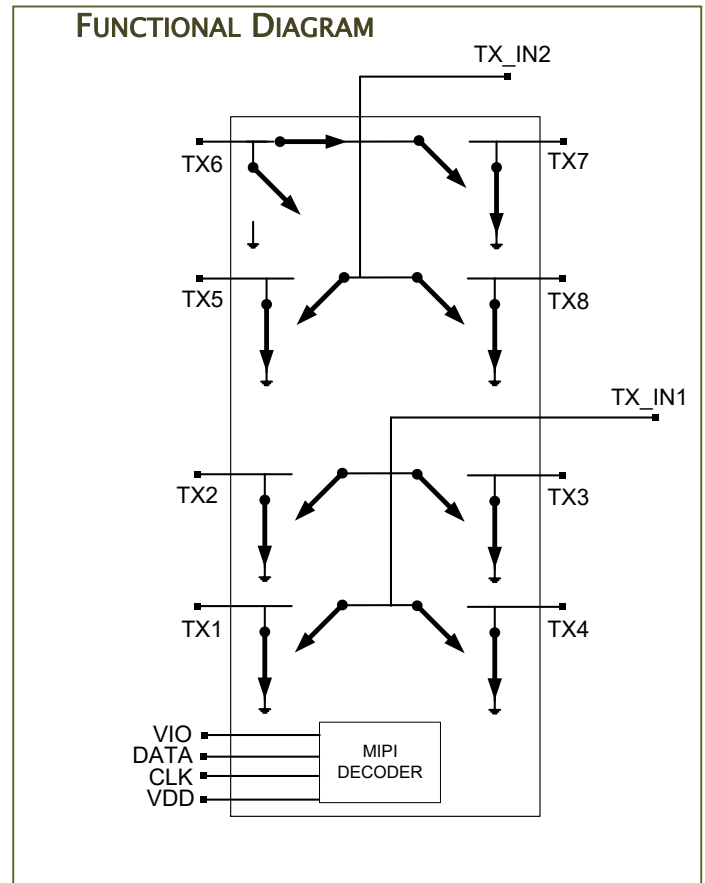 FUNCTIONAL DIAGRAM
TX_IN2
TX6
TX7
TX5
TX8
TX_IN1
TX2
TX3
TX1
TX4
VIO
DATA
CLK
VDD
MIPI
DECODER